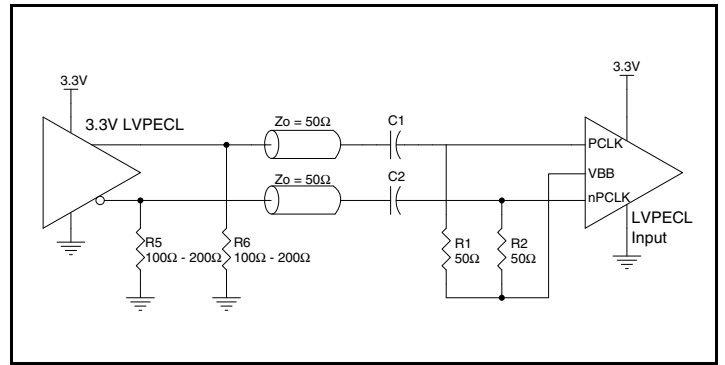 3.3V
3.3V
3.3V LVPECL
Zo = 50Ω
C1
PCLK
VBB
Zo = 50Ω
C2
nPCLK
LVPECL
Input
R5
100Ω - 200Ω
R6
100Ω - 200Ω
R1
50Ω
R2
50Ω